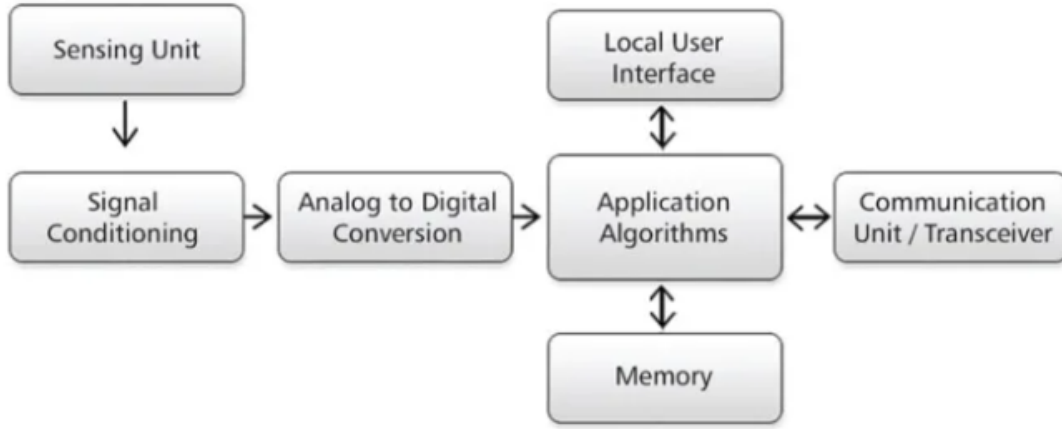 Sensing Unit
Local User
Interface
Signal
Conditioning
Analog to Digital
Conversion
Application
Algorithms
Communication
Unit / Transceiver
Memory